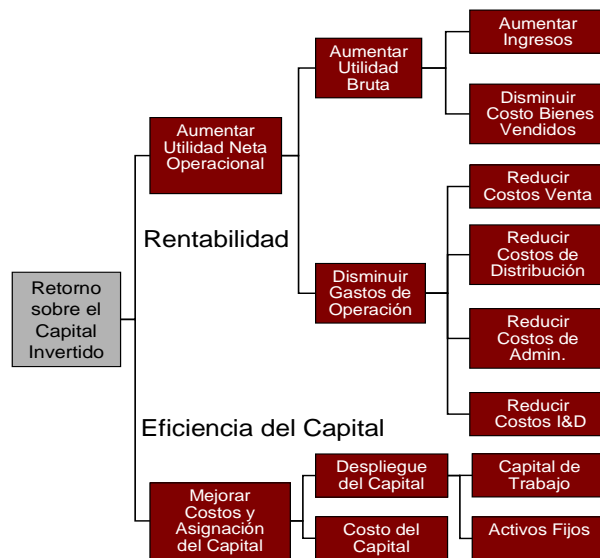 Aumentar
Ingresos
Aumentar
Utilidad
Bruta
Disminuir
Costo Bienes
Vendidos
Aumentar
Utilidad Neta
Operacional
Reducir
Costos Venta
Rentabilidad
Reducir
Costos de
Distribución
Disminuir
Gastos de
Operación
Retorno
sobre el
Capital
Invertido
Reducir
Costos de
Admin.
Reducir
Costos I&D
Eficiencia del Capital
Despliegue
del Capital
Capital de
Trabajo
Mejorar
Costos y
Asignación
del Capital
Costo del
Capital
Activos Fijos